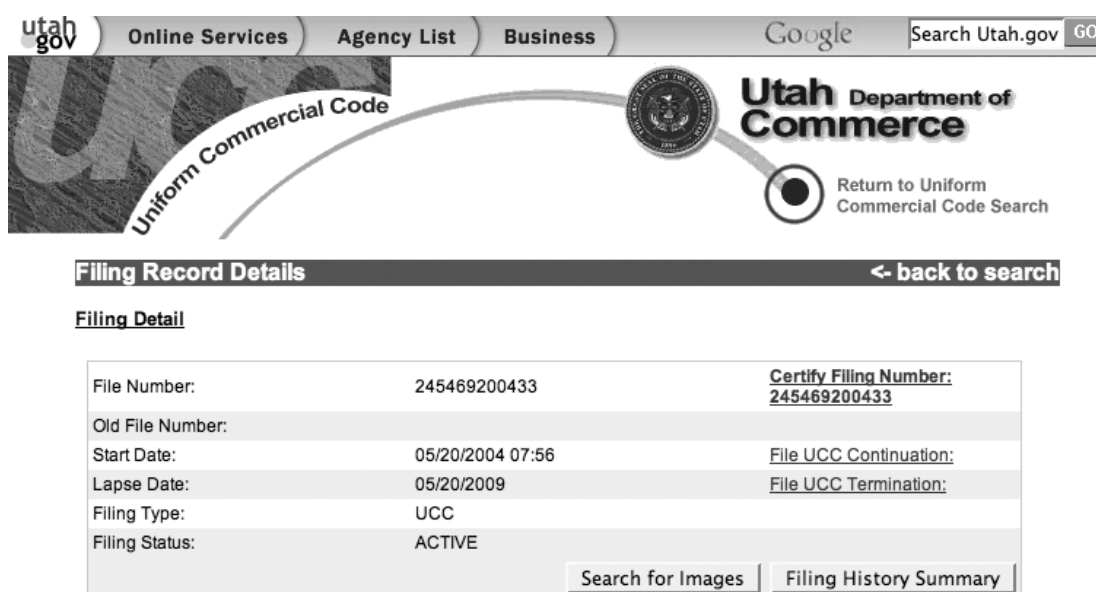 utah
gov
Online Services
Agency List
Business
Google
Search Utah.gov
GO
ucc
Uniform Commercial Code
Utah Department of
Commerce
Return to Uniform
Commercial Code Search
Filing Record Details
<- back to search
Filing Detail
File Number: 245469200433 Certify Filing Number:
245469200433
Old File Number:
Start Date: 05/20/2004 07:56 File UCC Continuation:
Lapse Date: 05/20/2009 File UCC Termination:
Filing Type: UCC
Filing Status: ACTIVE
Search for Images Filing History Summary